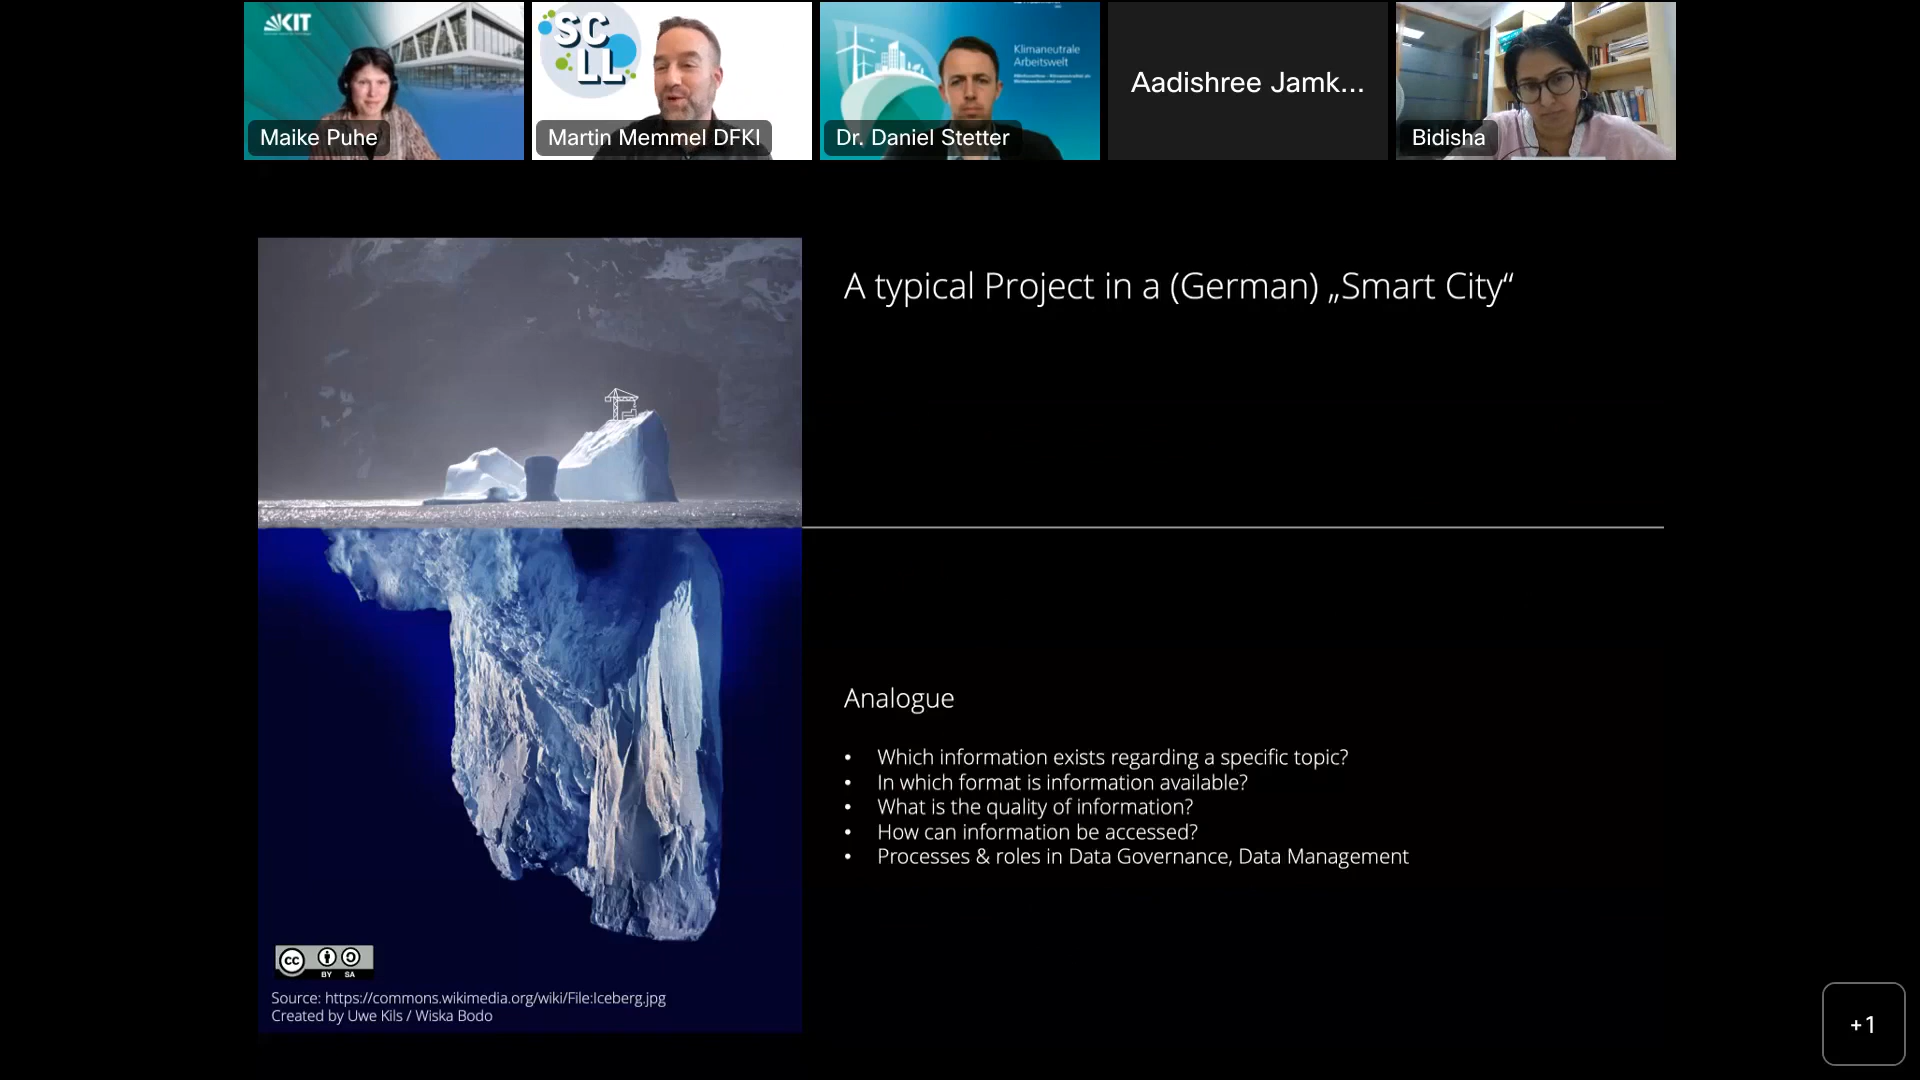 KIT
SC
LL
Klimaneutrale
Arbeitswelt
Maike Puhe
Martin Memmel DFKI
Dr. Daniel Stetter
Aadishree Jamk...
Bidisha
A typical Project in a (German) „Smart City“
Analogue
• Which information exists regarding a specific topic?
• In which format is information available?
• What is the quality of information?
• How can information be accessed?
• Processes & roles in Data Governance, Data Management
cc
BY SA
Source: https://commons.wikimedia.org/wiki/File:Iceberg.jpg
Created by Uwe Kils / Wiska Bodo
+1